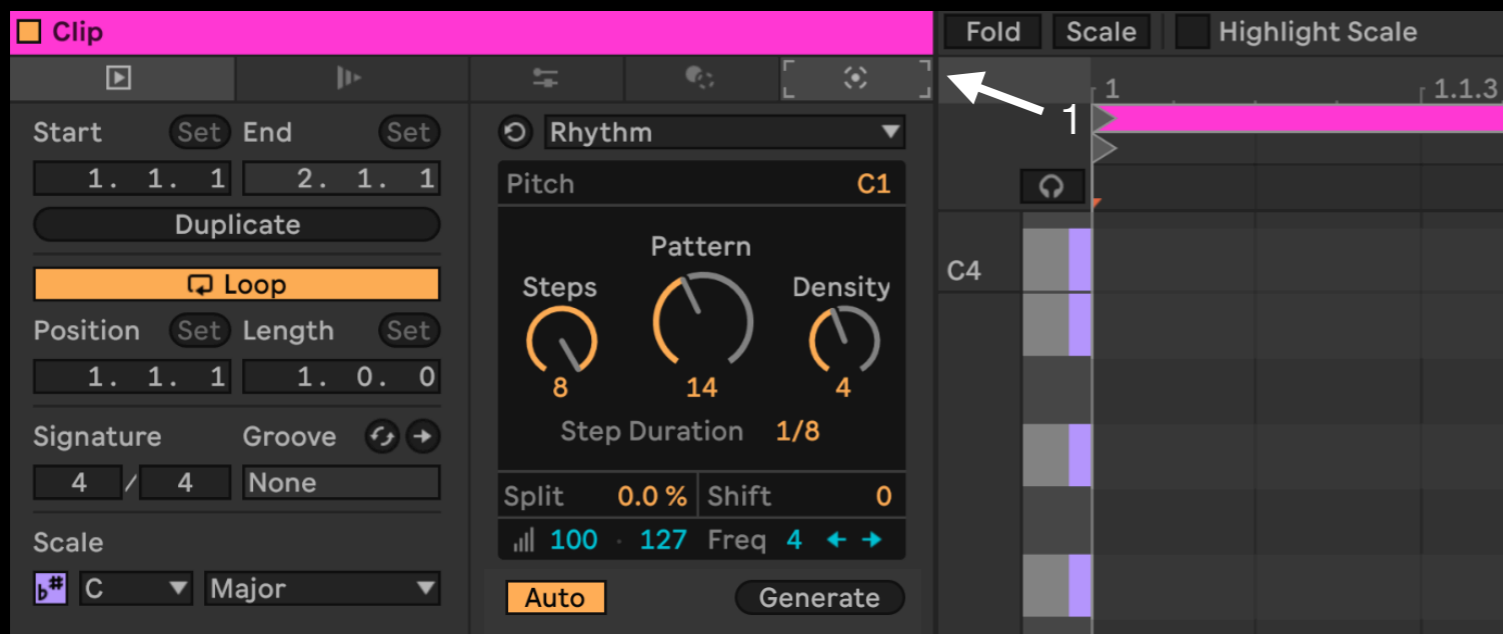 Clip
Fold Scale Highlight Scale
1 1.1.3
1
Start Set End Set
1. 1. 1 2. 1. 1
Duplicate
Loop
Position Set Length Set
1. 1. 1 1. 0. 0
Signature Groove
4 / 4 None
Scale
♭# C Major
Rhythm
Pitch C1
Pattern
Steps Density
8 14 4
Step Duration 1/8
Split 0.0 % Shift 0
100 · 127 Freq 4 ← →
Auto Generate
C4